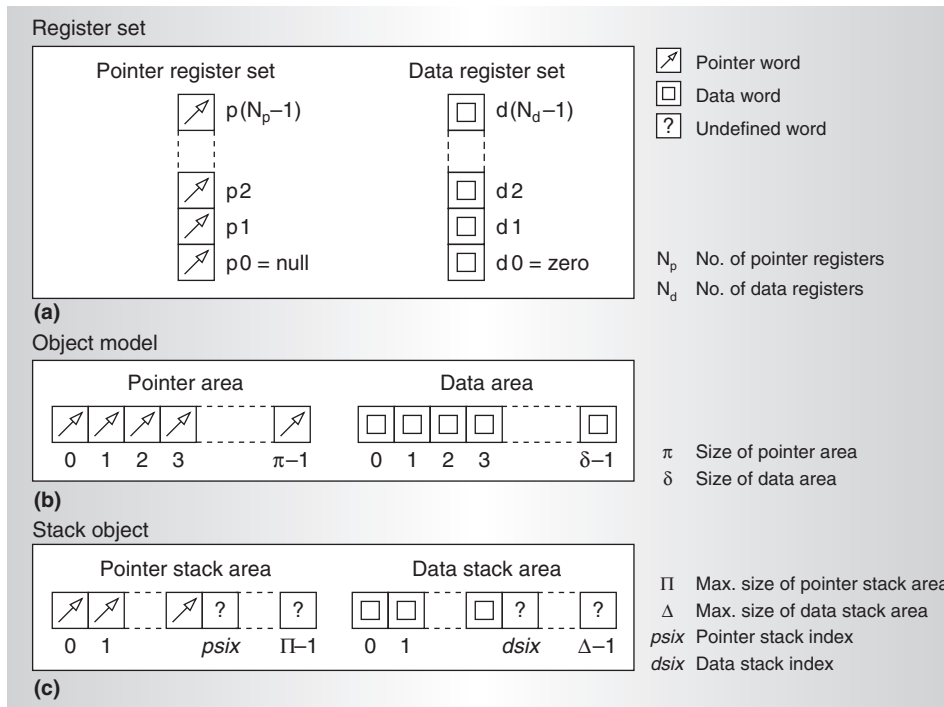 Register set
Pointer register set
Data register set
p(Np–1)
d(Nd–1)
p2
d2
p1
d1
p0 = null
d0 = zero
Pointer word
Data word
? Undefined word
Np No. of pointer registers
Nd No. of data registers
(a)
Object model
Pointer area
Data area
0 1 2 3 π–1
0 1 2 3 δ–1
π Size of pointer area
δ Size of data area
(b)
Stack object
Pointer stack area
Data stack area
? ?
? ?
0 1 psix Π–1
0 1 dsix Δ–1
Π Max. size of pointer stack area
Δ Max. size of data stack area
psix Pointer stack index
dsix Data stack index
(c)